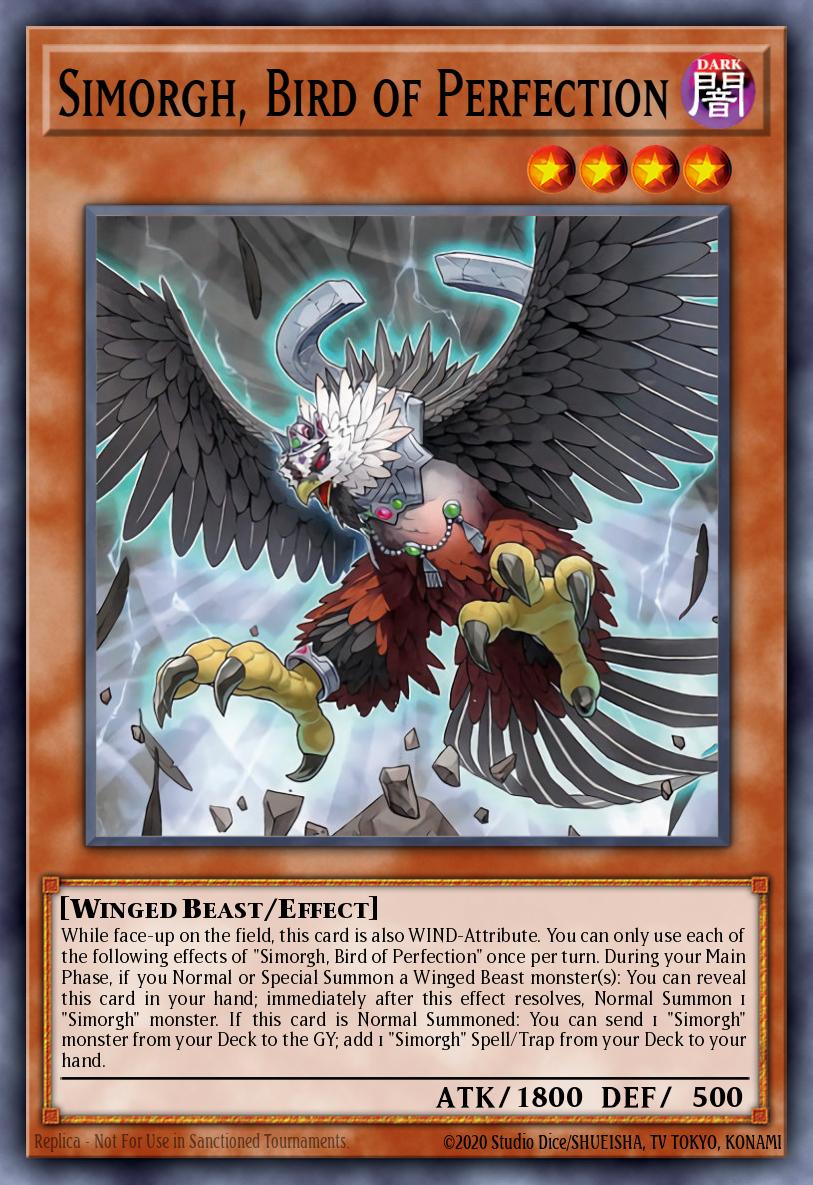 Simorgh, Bird of Perfection
DARK
闇
[Winged Beast/Effect]
While face-up on the field, this card is also WIND-Attribute. You can only use each of
the following effects of "Simorgh, Bird of Perfection" once per turn. During your Main
Phase, if you Normal or Special Summon a Winged Beast monster(s): You can reveal
this card in your hand; immediately after this effect resolves, Normal Summon 1
"Simorgh" monster. If this card is Normal Summoned: You can send 1 "Simorgh"
monster from your Deck to the GY; add 1 "Simorgh" Spell/Trap from your Deck to your
hand.
ATK/1800 DEF/ 500
Replica - Not For Use in Sanctioned Tournaments.
©2020 Studio Dice/SHUEISHA, TV TOKYO, KONAMI